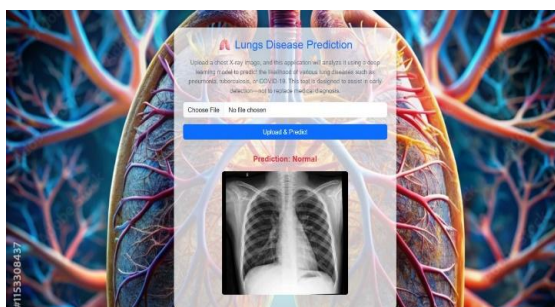 Lungs Disease Prediction
Upload a chest X-ray image, and this application will analyze it using a deep
learning model to predict the likelihood of various lung diseases such as
pneumonia, tuberculosis, or COVID-19. This tool is designed to assist in early
detection—not to replace medical diagnosis.
Choose File No file chosen
Upload & Predict
Prediction: Normal
#1153308437